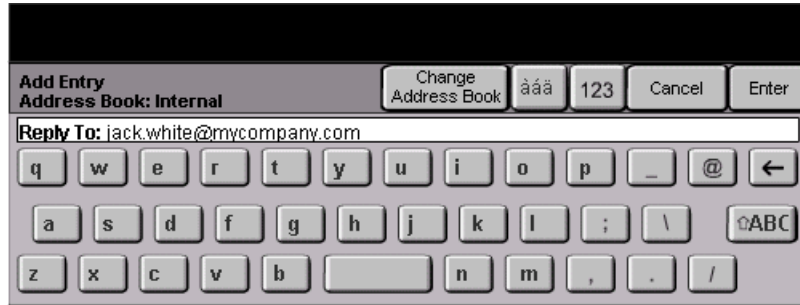 Add Entry
Address Book: Internal
Change
Address Book
àáä
123
Cancel
Enter
Reply To: jack.white@mycompany.com
q w e r t y u i o p _ @ ←
a s d f g h j k l ; \ ⇧ABC
z x c v b n m , . /